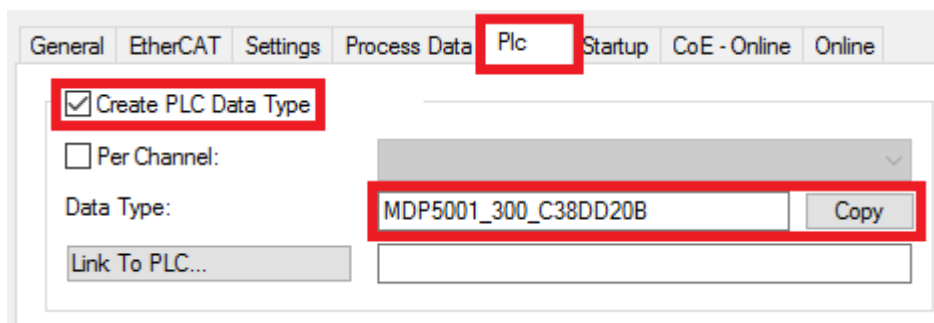 General EtherCAT Settings Process Data Plc Startup CoE - Online Online
Create PLC Data Type
Per Channel:
Data Type: MDP5001_300_C38DD20B Copy
Link To PLC...